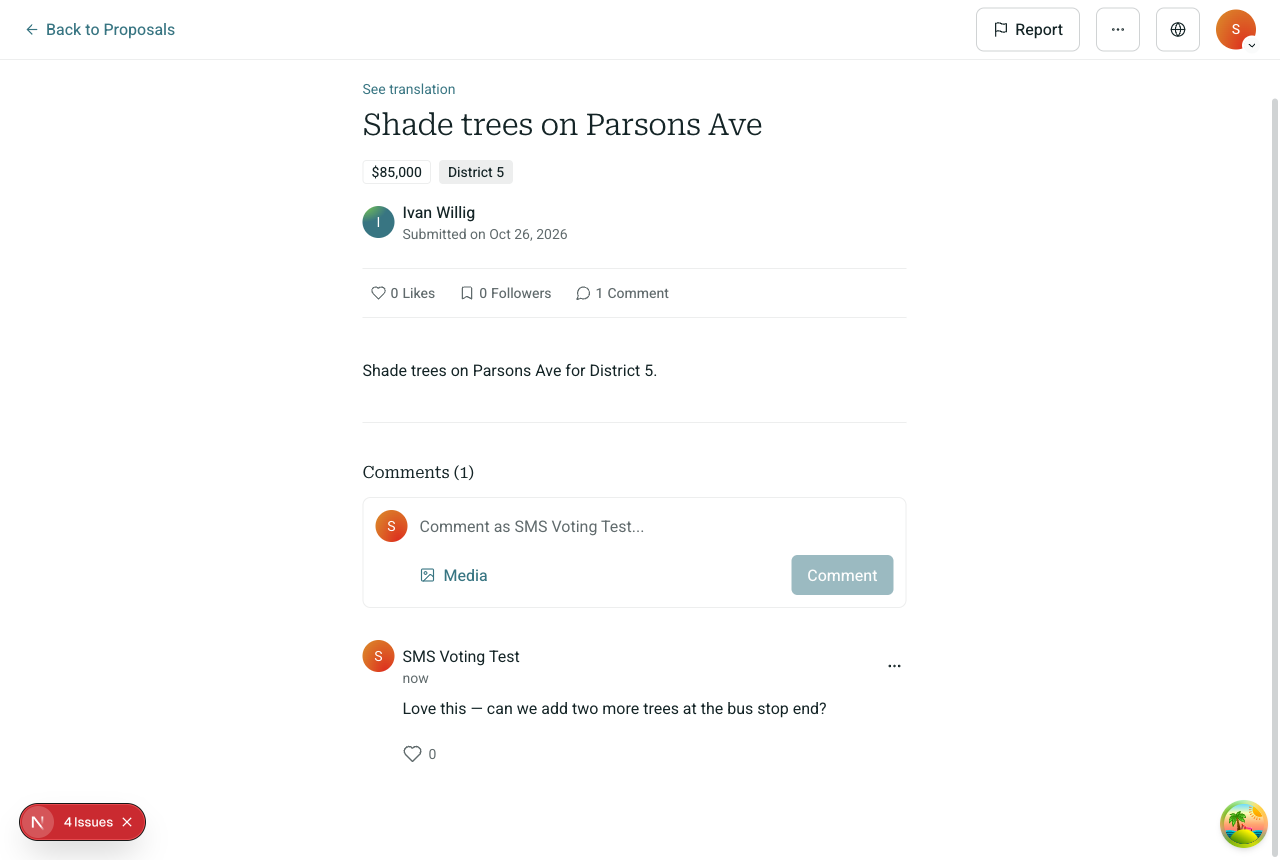 Back to Proposals
Report
S
See translation
Shade trees on Parsons Ave
$85,000
District 5
I
Ivan Willig
Submitted on Oct 26, 2026
0 Likes
0 Followers
1 Comment
Shade trees on Parsons Ave for District 5.
Comments (1)
S
Comment as SMS Voting Test...
Media
Comment
S
SMS Voting Test
now
Love this — can we add two more trees at the bus stop end?
0
N
4 Issues